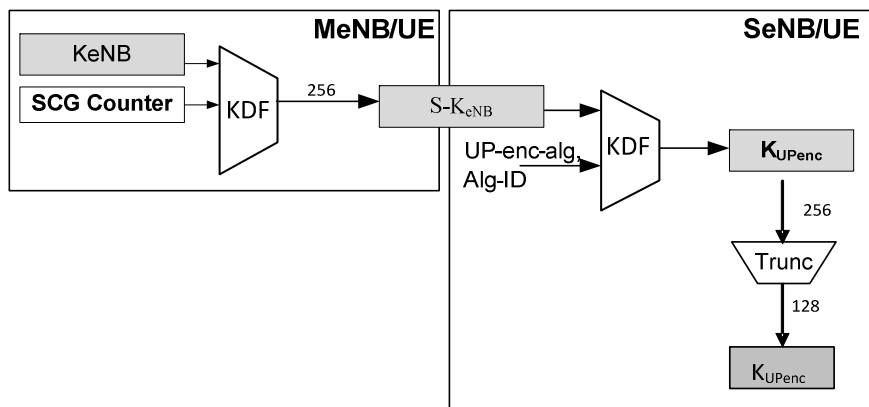 MeNB/UE
SeNB/UE
KeNB
SCG Counter
KDF
256
S-KeNB
UP-enc-alg,
Alg-ID
KDF
KUPenc
256
Trunc
128
KUPenc